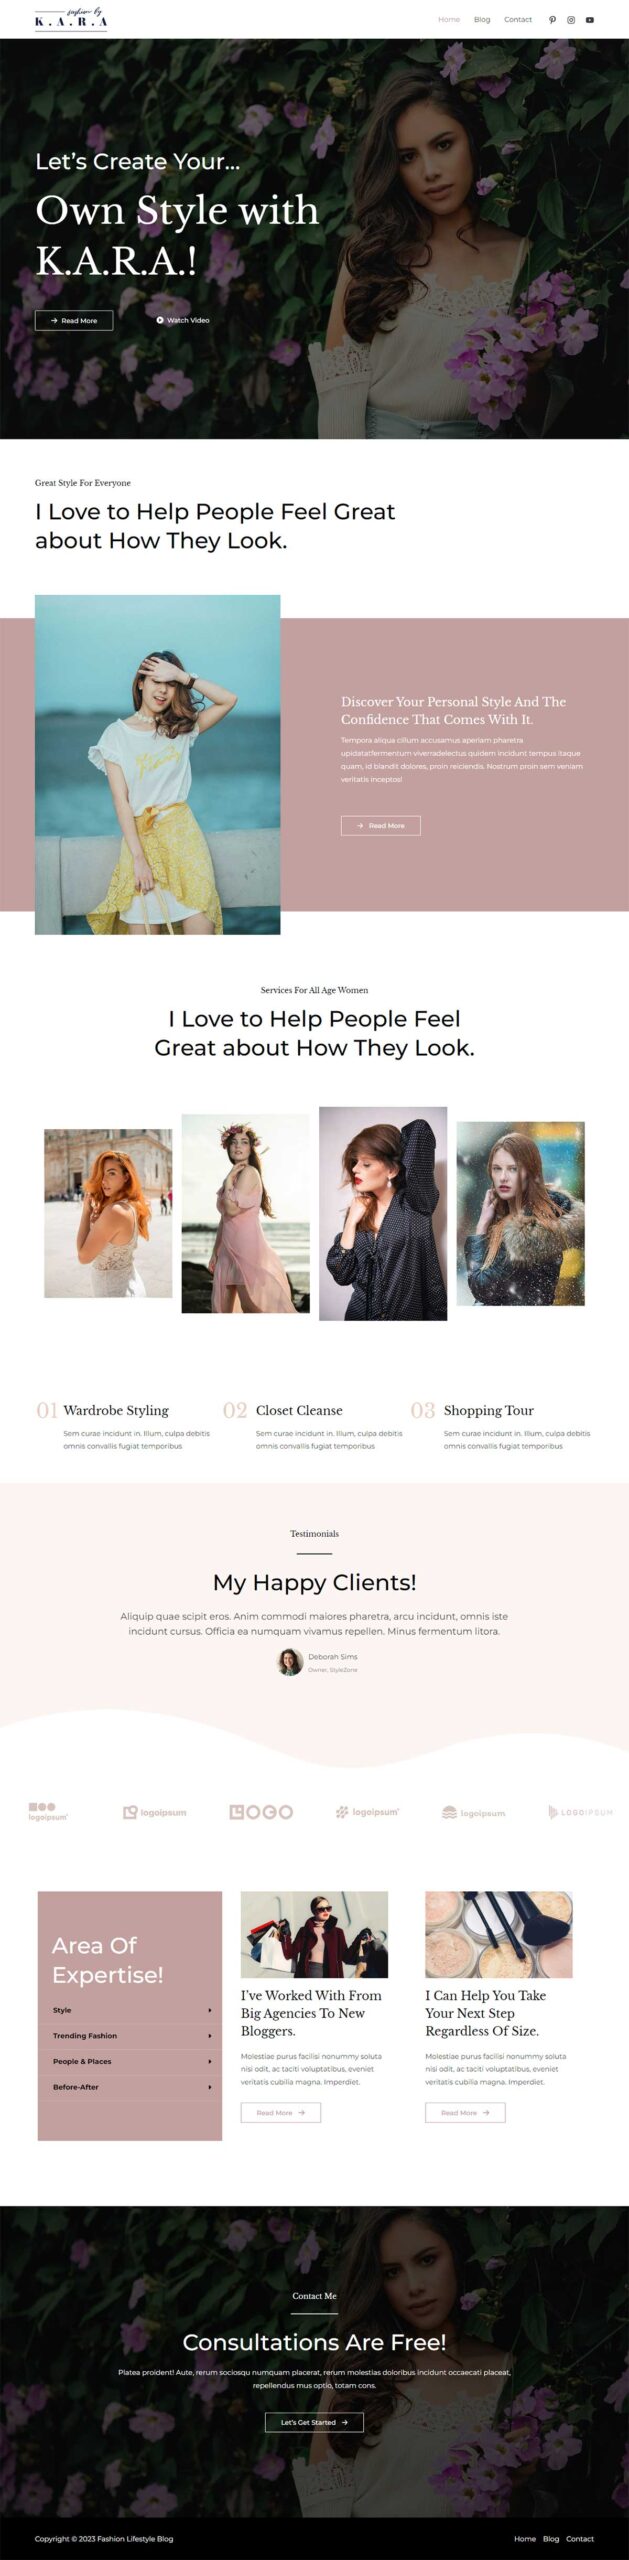 fashion by
K.A.R.A
Home Blog Contact
Let's Create Your...
Own Style with
K.A.R.A.!
Read More
Watch Video
Great Style For Everyone
I Love to Help People Feel Great
about How They Look.
Discover Your Personal Style And The
Confidence That Comes With It.
Tempora aliqua cillum accusamus aperiam pharetra
upidatatfermentum viverradelectus quidem incidunt tempus itaque
quam, id blandit dolores, proin reiciendis. Nostrum proin sem veniam
veritatis inceptos!
Read More
Services For All Age Women
I Love to Help People Feel
Great about How They Look.
01 Wardrobe Styling
Sem curae incidunt in. Illum, culpa debitis
omnis convallis fugiat temporibus
02 Closet Cleanse
Sem curae incidunt in. Illum, culpa debitis
omnis convallis fugiat temporibus
03 Shopping Tour
Sem curae incidunt in. Illum, culpa debitis
omnis convallis fugiat temporibus
Testimonials
My Happy Clients!
Aliquip quae scipit eros. Anim commodi maiores pharetra, arcu incidunt, omnis iste
incidunt cursus. Officia ea numquam vivamus repellen. Minus fermentum litora.
Deborah Sims
Owner, StyleZone
logoipsum
logoipsum
LOGO
logoipsum
logoipsum
LOGOIPSUM
Area Of
Expertise!
Style
Trending Fashion
People & Places
Before-After
I've Worked With From
Big Agencies To New
Bloggers.
Molestiae purus facilisi nonummy soluta
nisi odit, ac taciti voluptatibus, eveniet
veritatis cubilia magna. Imperdiet.
Read More
I Can Help You Take
Your Next Step
Regardless Of Size.
Molestiae purus facilisi nonummy soluta
nisi odit, ac taciti voluptatibus, eveniet
veritatis cubilia magna. Imperdiet.
Read More
Contact Me
Consultations Are Free!
Platea proident! Aute, rerum sociosqu numquam placerat, rerum molestias doloribus incidunt occaecati placeat,
repellendus mus optio, totam cons.
Let's Get Started
Copyright © 2023 Fashion Lifestyle Blog
Home Blog Contact